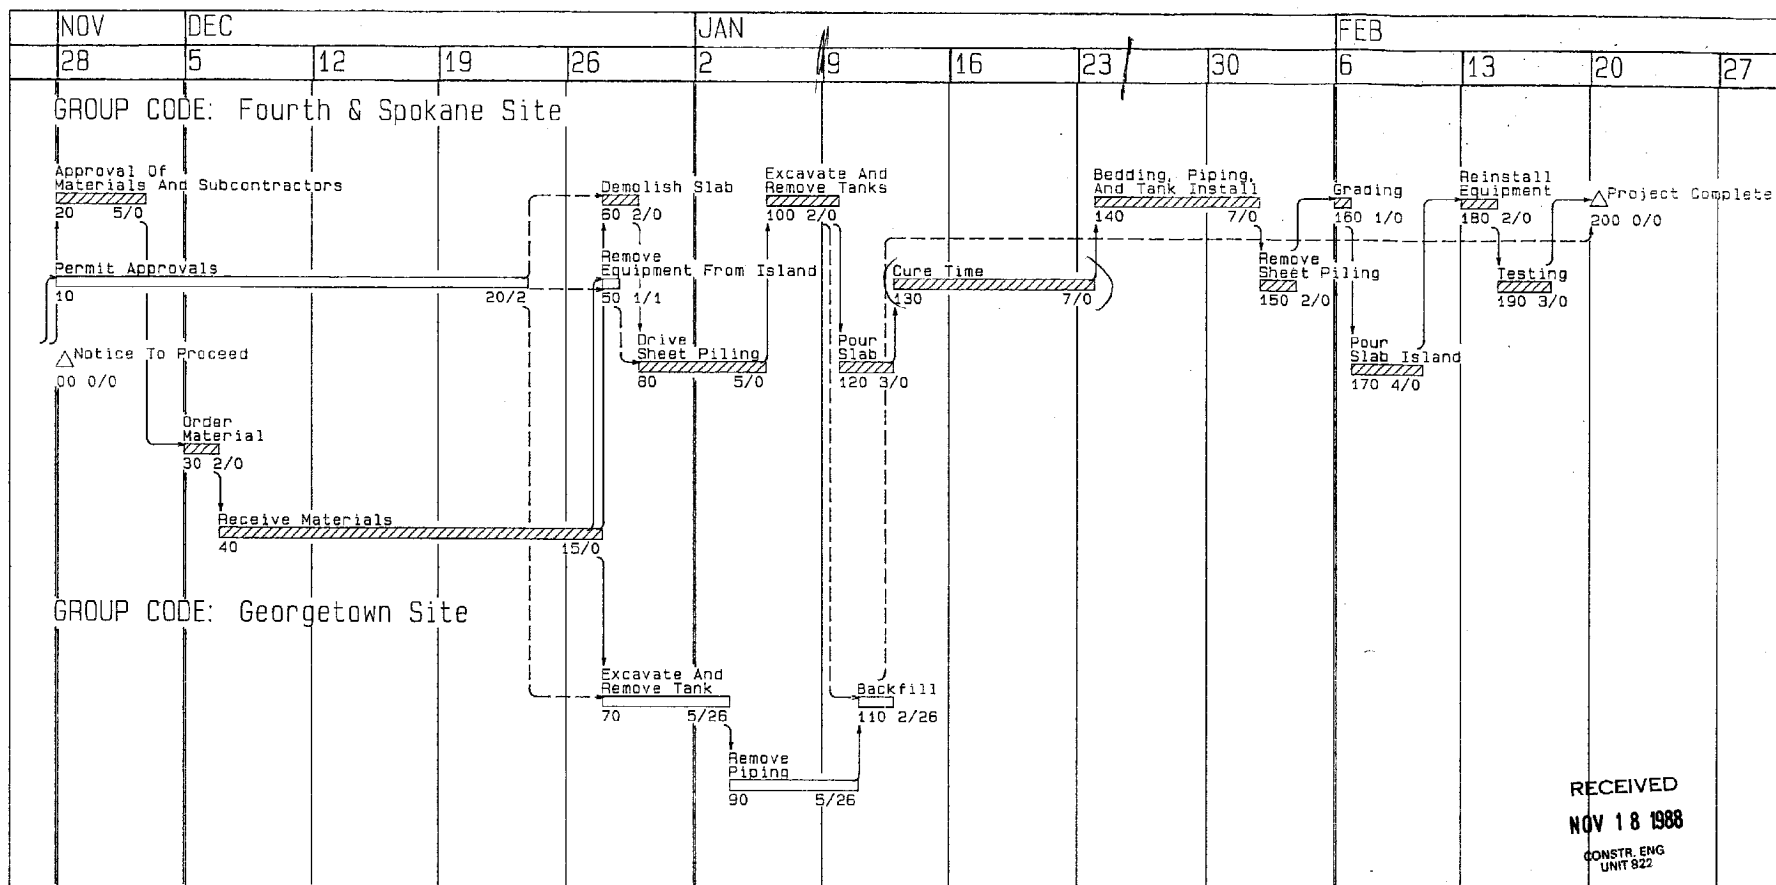 NOV DEC JAN FEB
28 5 12 19 26 2 9 16 23 30 6 13 20 27
GROUP CODE: Fourth & Spokane Site
Approval Of
Materials And Subcontractors
20 5/0
Demolish Slab
60 2/0
Excavate And
Remove Tanks
100 2/0
Bedding, Piping,
And Tank Install
140 7/0
Grading
160 1/0
Reinstall
Equipment
180 2/0
Project Complete
200 0/0
Permit Approvals
10 20/2
Remove
Equipment From Island
50 1/1
Cure Time
130 7/0
Remove
Sheet Piling
150 2/0
Testing
190 3/0
Notice To Proceed
00 0/0
Drive
Sheet Piling
80 5/0
Pour
Slab
120 3/0
Pour
Slab Island
170 4/0
Order
Material
30 2/0
Receive Materials
40 15/0
GROUP CODE: Georgetown Site
Excavate And
Remove Tank
70 5/26
Backfill
110 2/26
Remove
Piping
90 5/26
RECEIVED
NOV 18 1988
CONSTR. ENG
UNIT 822